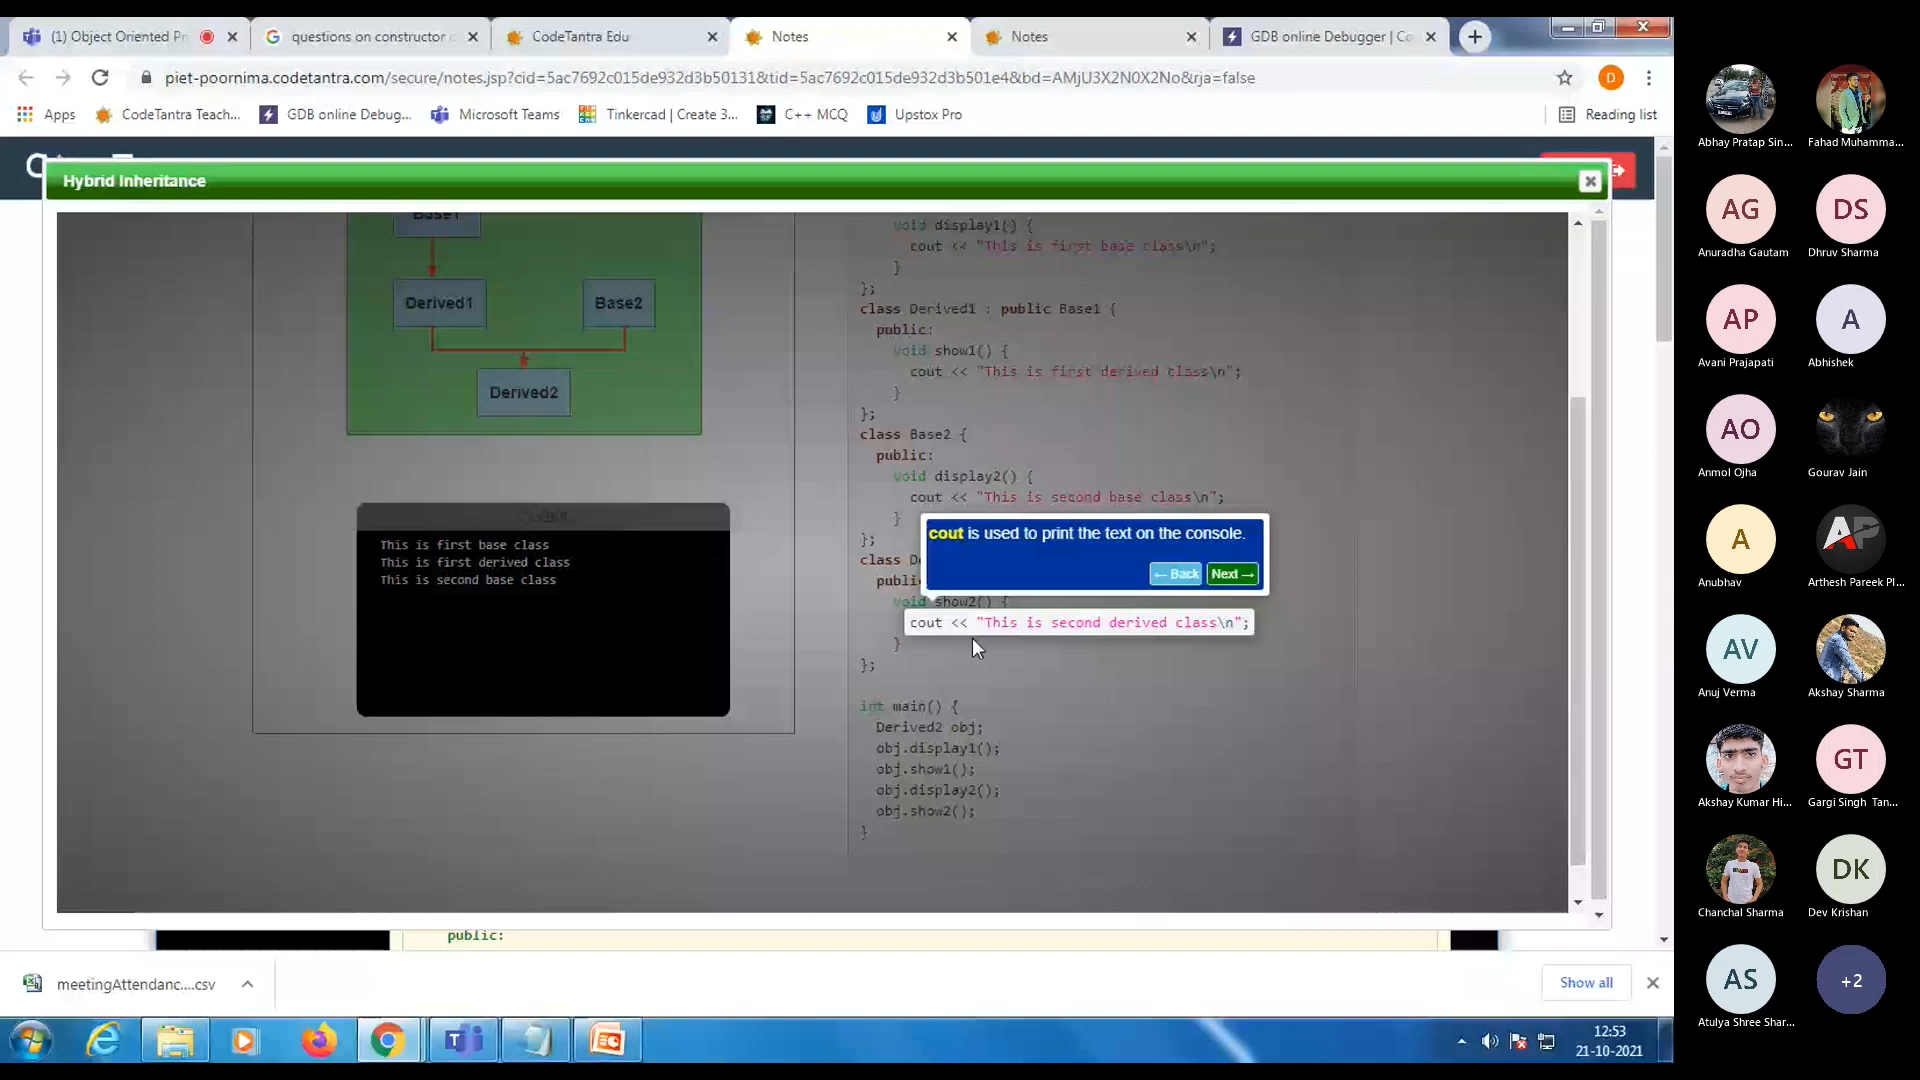 (1) Object Oriented Pr
questions on constructor c
CodeTantra Edu
Notes
Notes
GDB online Debugger | Co
piet-poornima.codetantra.com/secure/notes.jsp?cid=5ac7692c015de932d3b50131&tid=5ac7692c015de932d3b501e4&bd=AMjU3X2N0X2No&rja=false
D
Apps
CodeTantra Teach...
GDB online Debug...
Microsoft Teams
Tinkercad | Create 3...
C++ MCQ
Upstox Pro
Reading list
Hybrid Inheritance
Base1
Derived1
Base2
Derived2
This is first base class
This is first derived class
This is second base class
void display1() {
cout << "This is first base class\n";
}
};
class Derived1 : public Base1 {
public:
void show1() {
cout << "This is first derived class\n";
}
};
class Base2 {
public:
void display2() {
cout << "This is second base class\n";
}
};
class De
publi
cout is used to print the text on the console.
← Back
Next →
void show2() {
cout << "This is second derived class\n";
}
};
int main() {
Derived2 obj;
obj.display1();
obj.show1();
obj.display2();
obj.show2();
}
public:
meetingAttendanc....csv
Show all
12:53
21-10-2021
Abhay Pratap Sin...
Fahad Muhamma...
AG
Anuradha Gautam
DS
Dhruv Sharma
AP
Avani Prajapati
A
Abhishek
AO
Anmol Ojha
Gourav Jain
A
Anubhav
AP
Arthesh Pareek PI...
AV
Anuj Verma
Akshay Sharma
Akshay Kumar Hi...
GT
Gargi Singh Tan...
Chanchal Sharma
DK
Dev Krishan
AS
Atulya Shree Shar...
+2